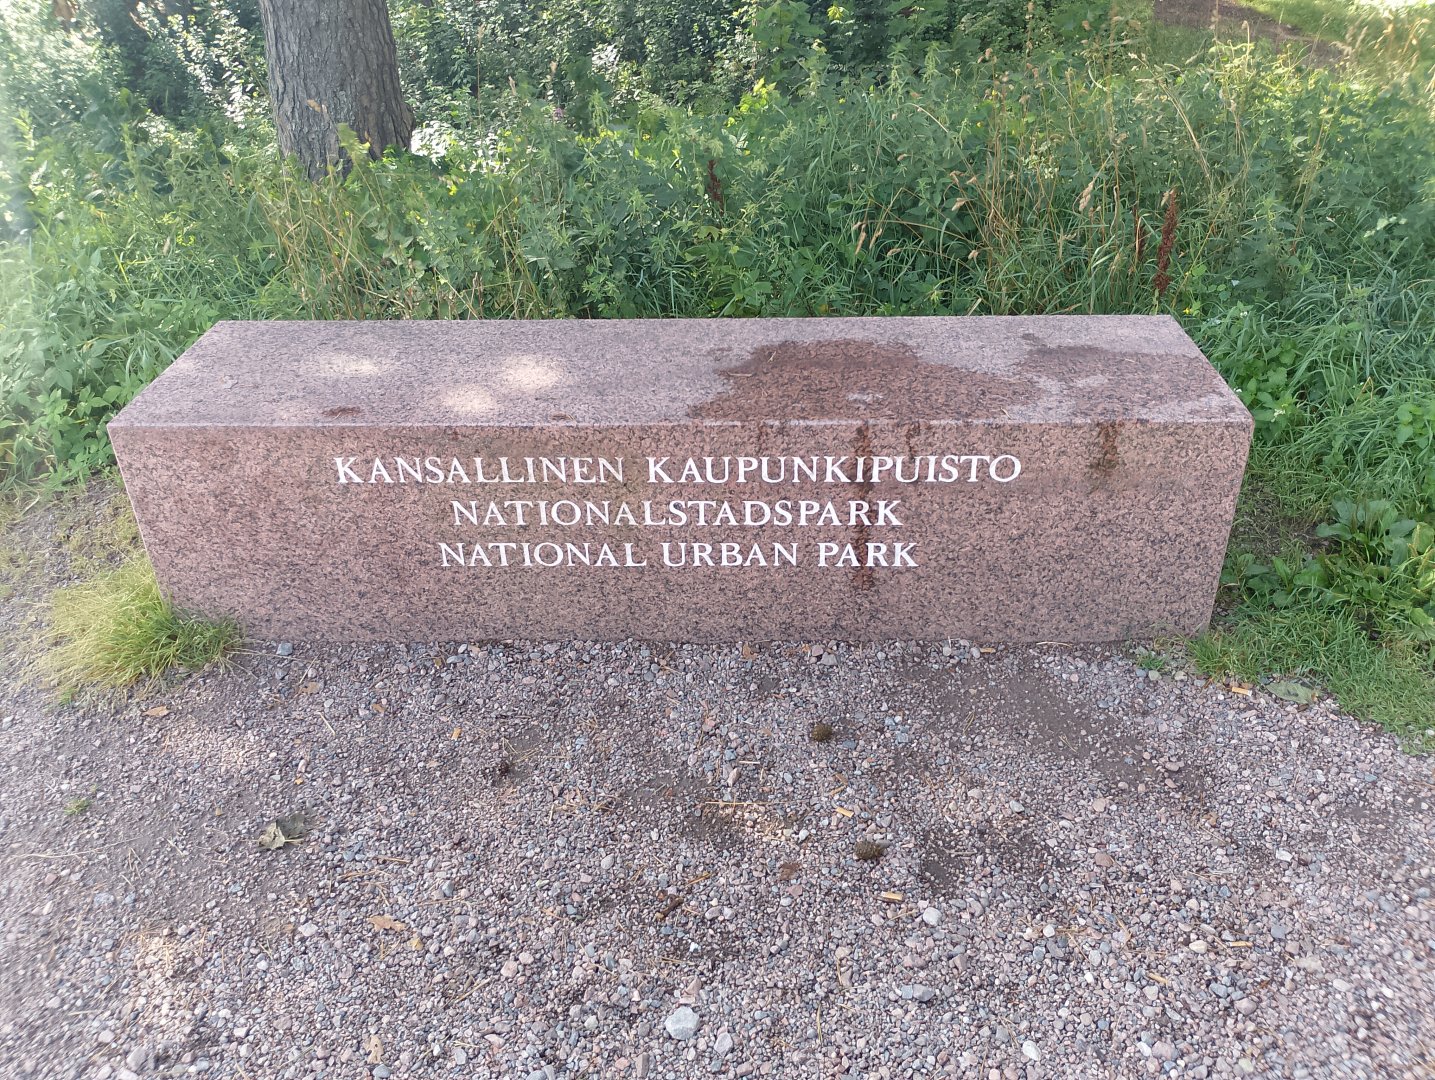 KANSALLINEN KAUPUNKIPUISTO
NATIONALSTADSPARK
NATIONAL URBAN PARK